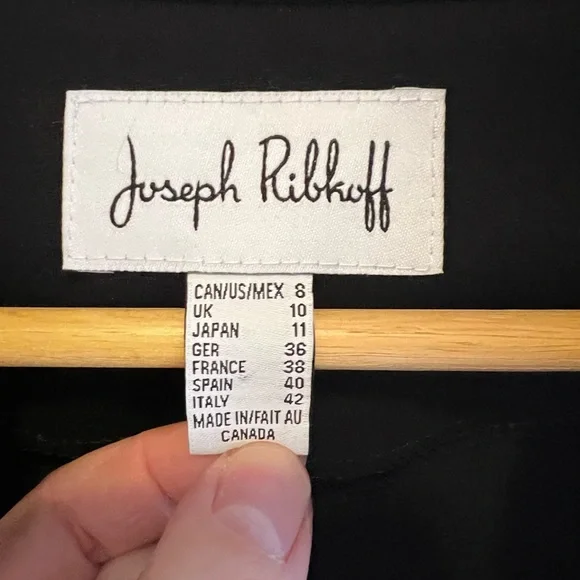 Joseph Ribkoff
CAN/US/MEX 8
UK 10
JAPAN 11
GER 36
FRANCE 38
SPAIN 40
ITALY 42
MADE IN/FAIT AU
CANADA